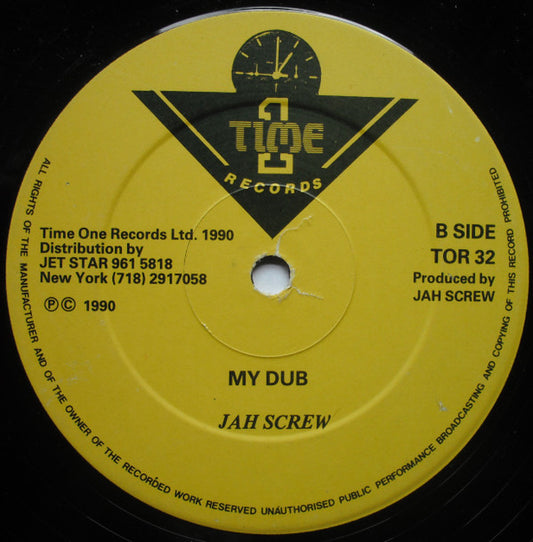 TIME
1
RECORDS
Time One Records Ltd. 1990
Distribution by
JET STAR 961 5818
New York (718) 2917058
Ⓟ © 1990
B SIDE
TOR 32
Produced by
JAH SCREW
MY DUB
JAH SCREW
ALL RIGHTS OF THE MANUFACTURER AND OF THE OWNER OF THE RECORDED WORK RESERVED UNAUTHORISED PUBLIC PERFORMANCE BROADCASTING AND COPYING OF THIS RECORD PROHIBITED